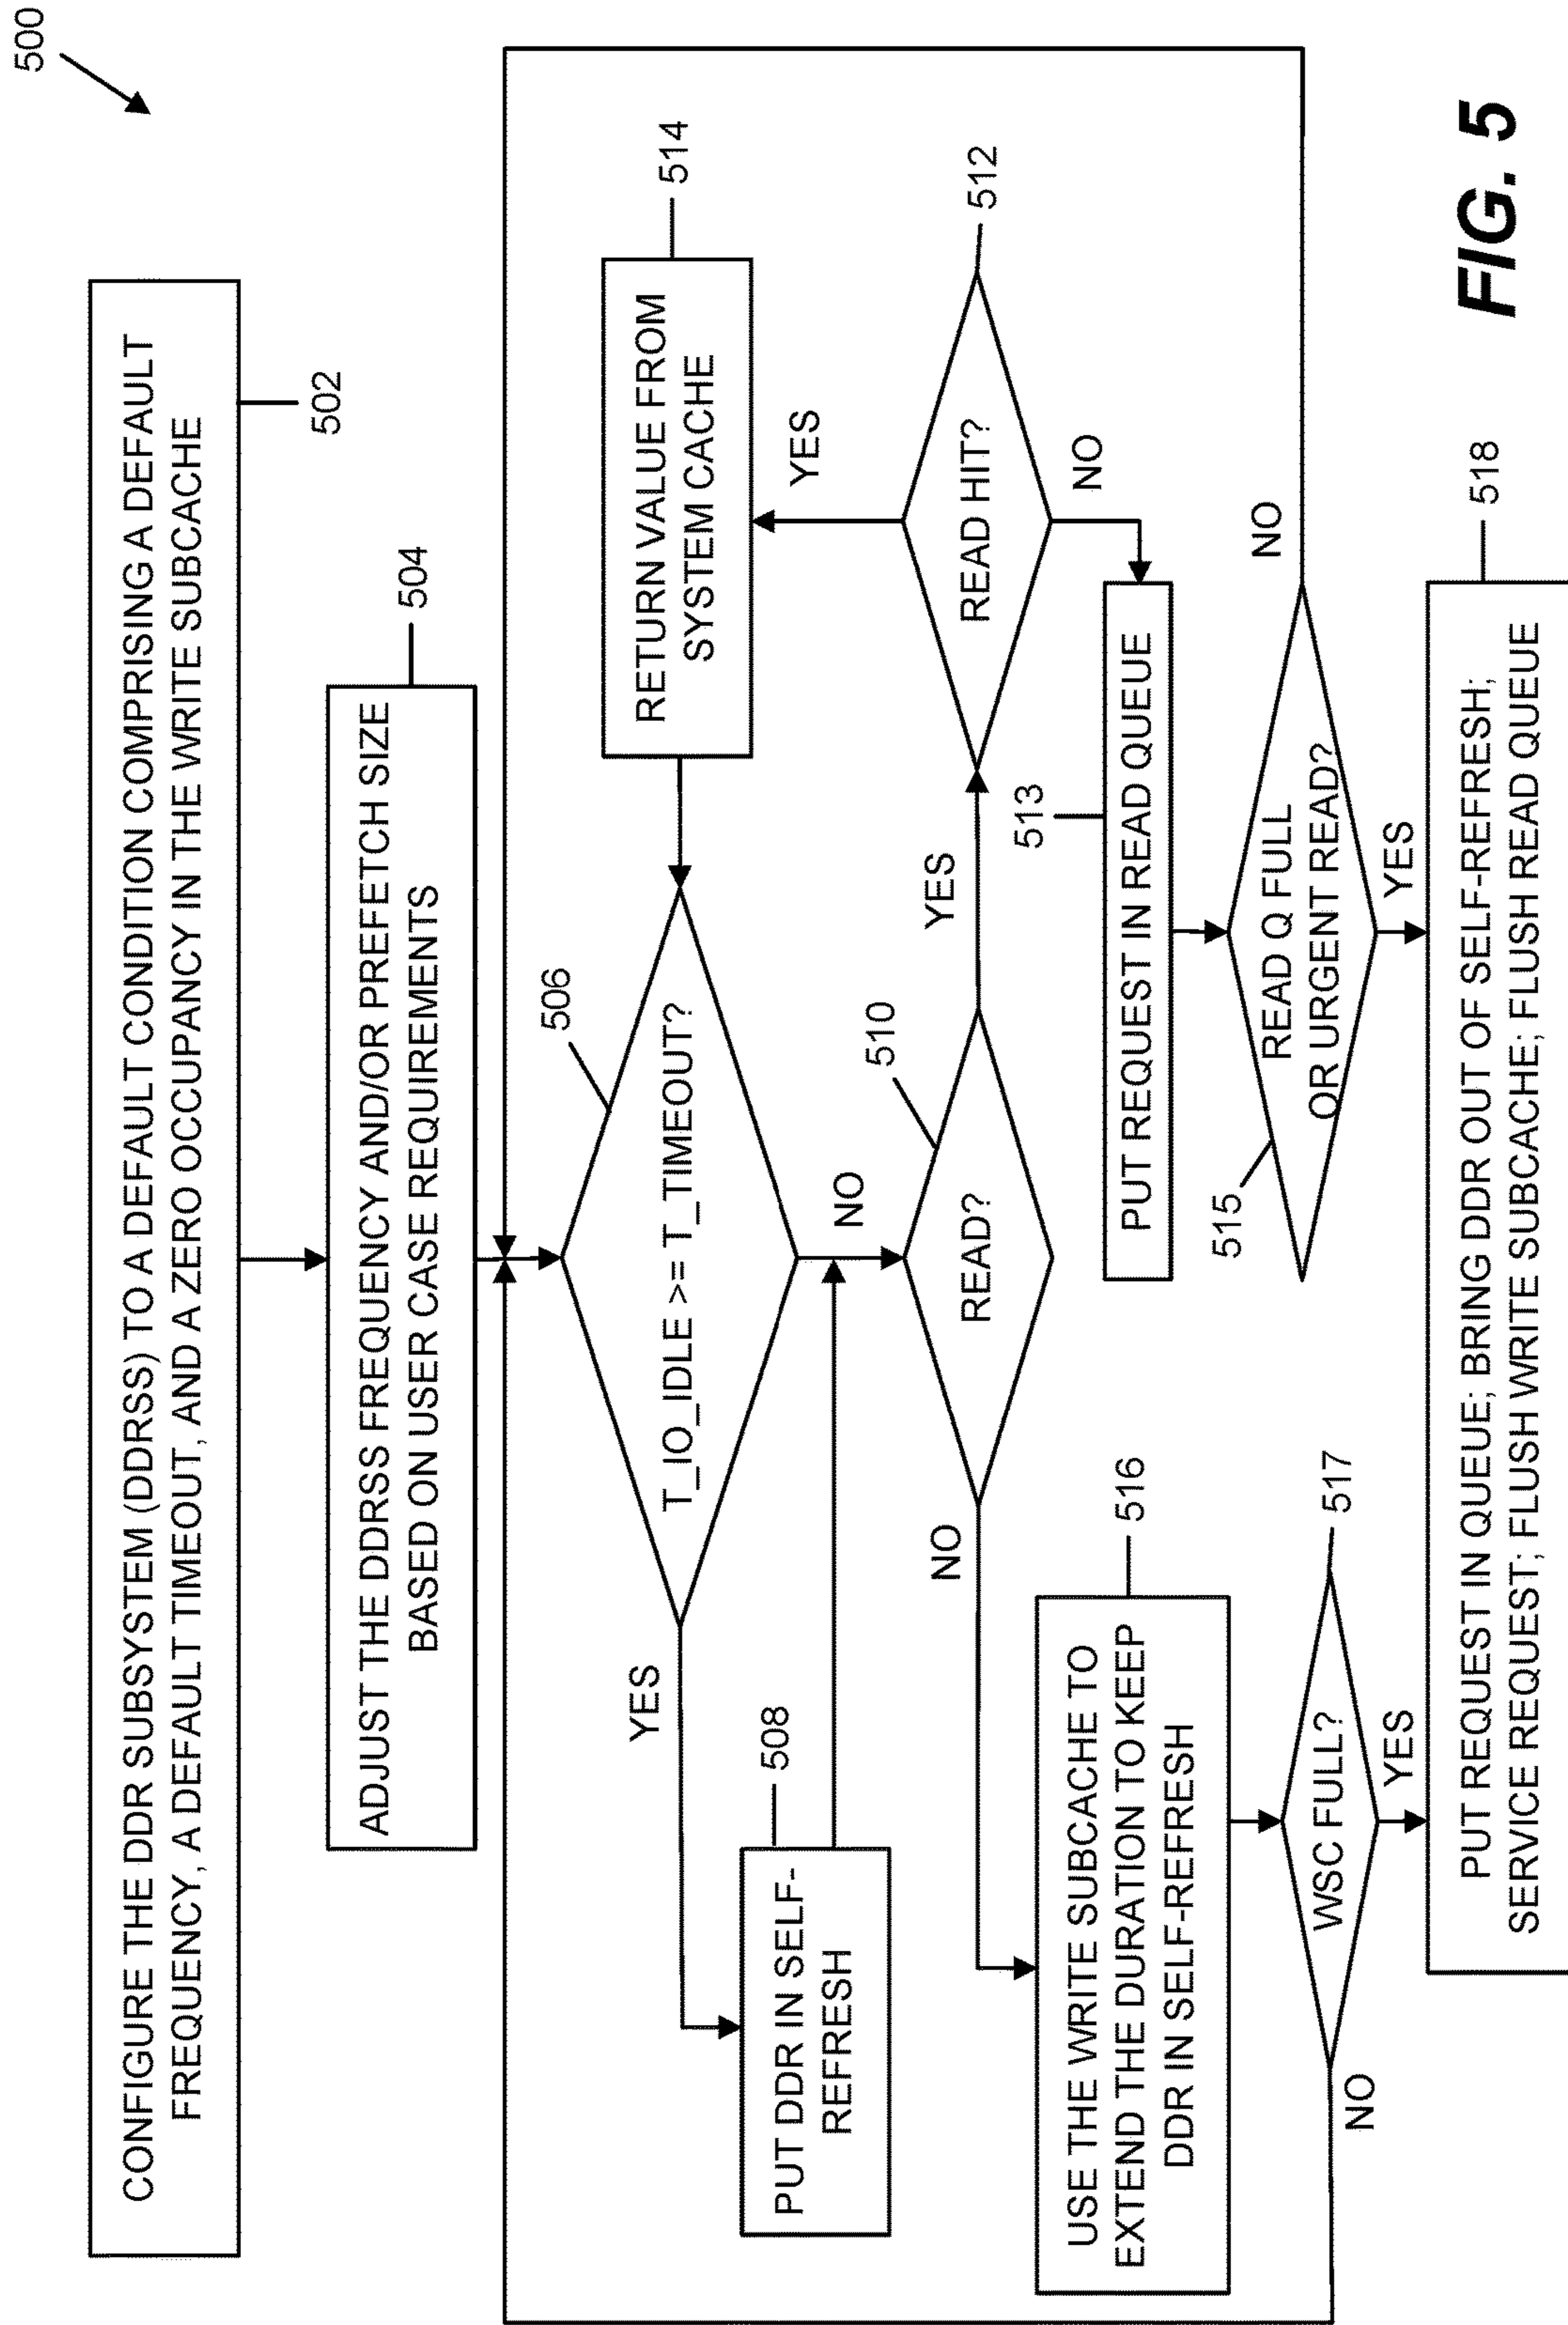 500
CONFIGURE THE DDR SUBSYSTEM (DDRSS) TO A DEFAULT CONDITION COMPRISING A DEFAULT
FREQUENCY, A DEFAULT TIMEOUT, AND A ZERO OCCUPANCY IN THE WRITE SUBCACHE
502
ADJUST THE DDRSS FREQUENCY AND/OR PREFETCH SIZE
BASED ON USER CASE REQUIREMENTS
504
T_IO_IDLE >= T_TIMEOUT?
506
YES
NO
PUT DDR IN SELF-
REFRESH
508
RETURN VALUE FROM
SYSTEM CACHE
514
READ?
510
YES
NO
READ HIT?
512
YES
NO
USE THE WRITE SUBCACHE TO
EXTEND THE DURATION TO KEEP
DDR IN SELF-REFRESH
516
PUT REQUEST IN READ QUEUE
513
WSC FULL?
517
NO
YES
READ Q FULL
OR URGENT READ?
515
NO
YES
PUT REQUEST IN QUEUE; BRING DDR OUT OF SELF-REFRESH;
SERVICE REQUEST; FLUSH WRITE SUBCACHE; FLUSH READ QUEUE
518
FIG. 5